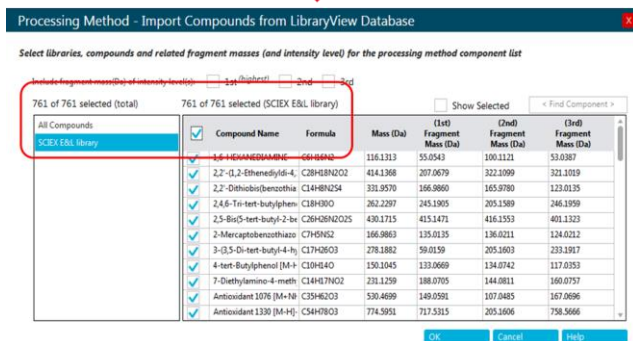 Processing Method - Import Compounds from LibraryView Database X
Select libraries, compounds and related fragment masses (and intensity level) for the processing method component list
Include fragment mass(Da) of intensity level(s): 1st (highest) 2nd 3rd
761 of 761 selected (total) 761 of 761 selected (SCIEX E&L library) Show Selected < Find Component >
All Compounds
SCIEX E&L library
Compound Name Formula Mass (Da) (1st) Fragment Mass (Da) (2nd) Fragment Mass (Da) (3rd) Fragment Mass (Da)
1,6-HEXANEDIAMINE C6H16N2 116.1313 55.0543 100.1121 53.0387
2,2'-(1,2-Ethenediyldi-4, C28H18N2O2 414.1368 207.0679 322.1099 321.1019
2,2'-Dithiobis(benzothia C14H8N2S4 331.9570 166.9860 165.9780 123.0135
2,4,6-Tri-tert-butylphen C18H30O 262.2297 245.1905 205.1589 246.1959
2,5-Bis(5-tert-butyl-2-be C26H26N2O2S 430.1715 415.1471 416.1553 401.1323
2-Mercaptobenzothiazo C7H5NS2 166.9863 135.0135 136.0211 124.0212
3-(3,5-Di-tert-butyl-4-hy C17H26O3 278.1882 59.0159 205.1603 233.1917
4-tert-Butylphenol [M-H C10H14O 150.1045 133.0669 134.0742 117.0353
7-Diethylamino-4-meth C14H17NO2 231.1259 188.0705 144.0811 160.0757
Antioxidant 1076 [M+NH C35H62O3 530.4699 149.0591 107.0485 167.0696
Antioxidant 1330 [M-H]- C54H78O3 774.5951 717.5315 205.1606 758.5666
OK Cancel Help